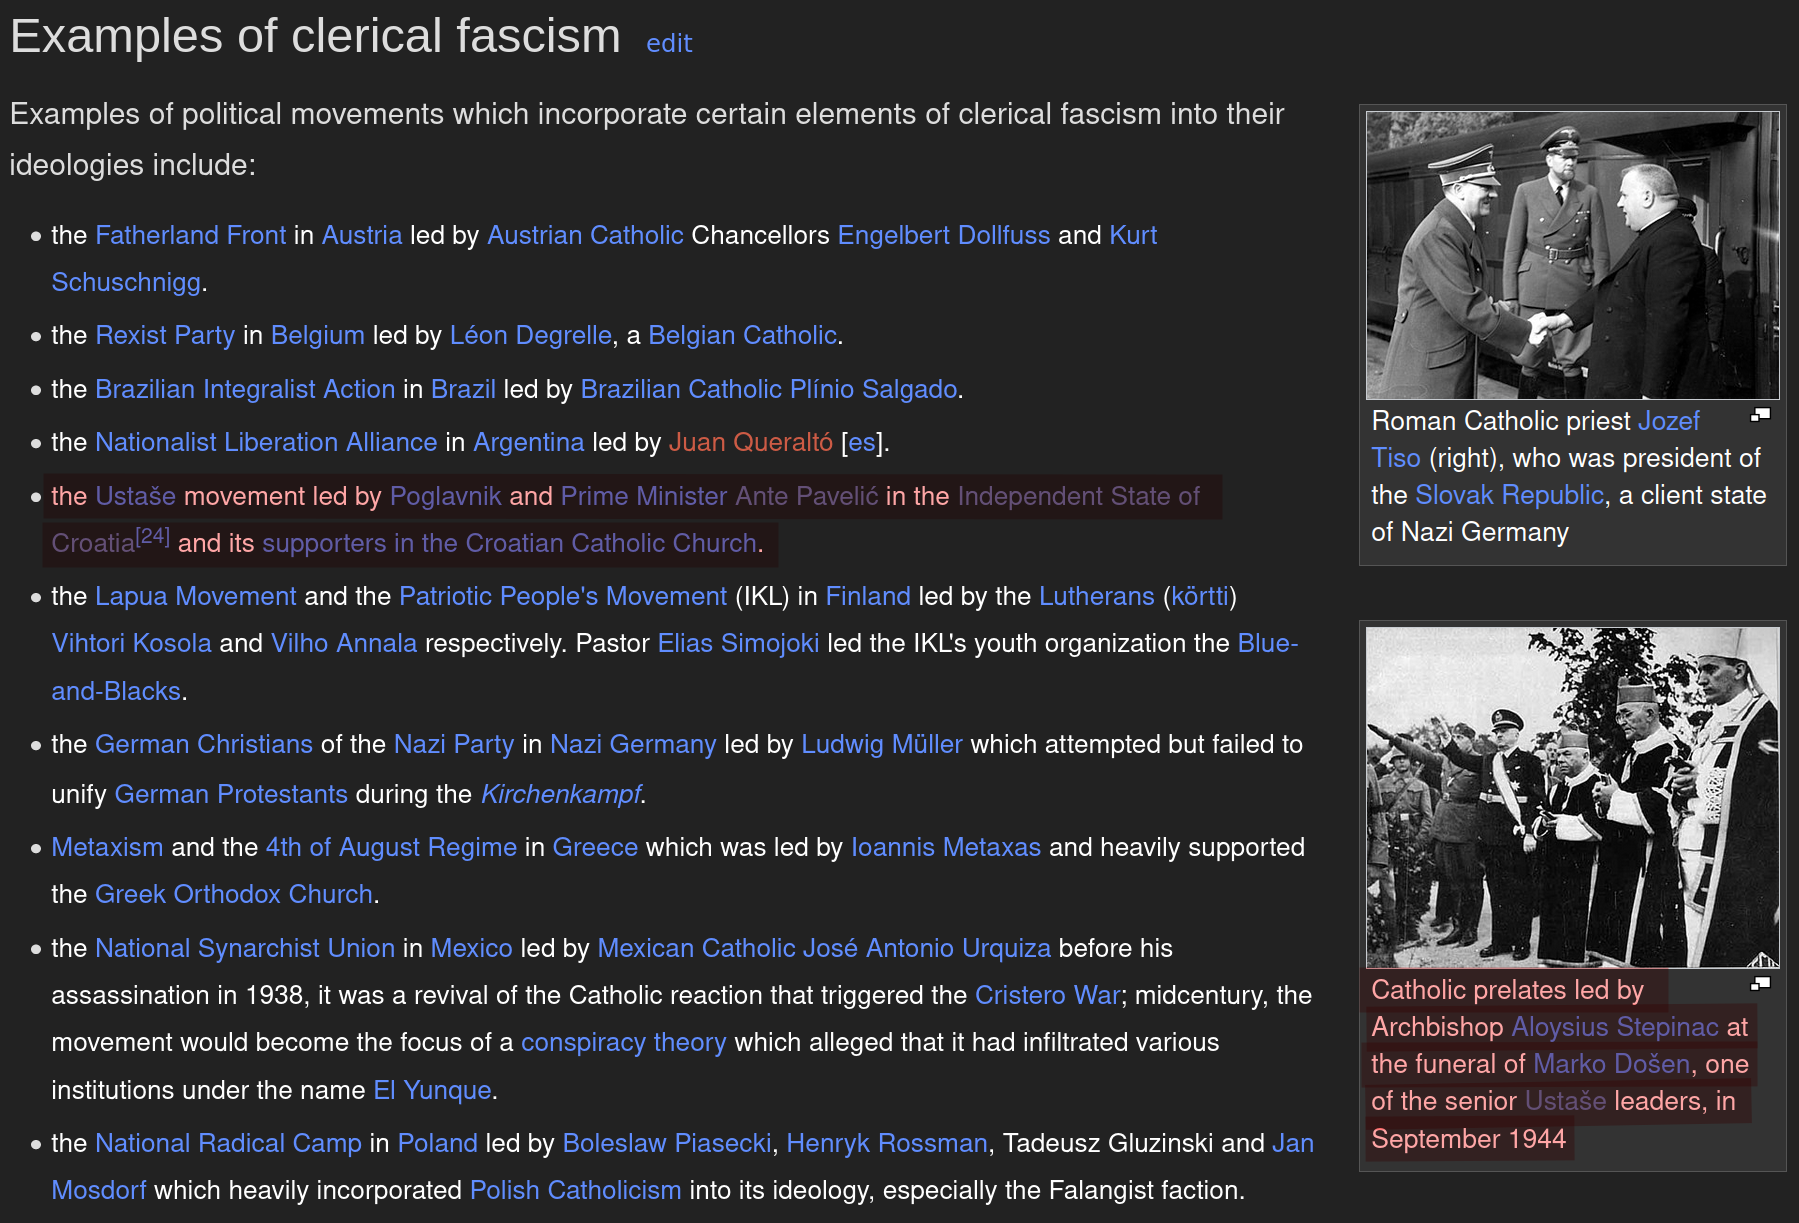 Examples of clerical fascism edit
Examples of political movements which incorporate certain elements of clerical fascism into their
ideologies include:
• the Fatherland Front in Austria led by Austrian Catholic Chancellors Engelbert Dollfuss and Kurt
Schuschnigg.
• the Rexist Party in Belgium led by Léon Degrelle, a Belgian Catholic.
• the Brazilian Integralist Action in Brazil led by Brazilian Catholic Plínio Salgado.
• the Nationalist Liberation Alliance in Argentina led by Juan Queraltó [es].
• the Ustaše movement led by Poglavnik and Prime Minister Ante Pavelić in the Independent State of
Croatia[24] and its supporters in the Croatian Catholic Church.
• the Lapua Movement and the Patriotic People's Movement (IKL) in Finland led by the Lutherans (körtti)
Vihtori Kosola and Vilho Annala respectively. Pastor Elias Simojoki led the IKL's youth organization the Blue-
and-Blacks.
• the German Christians of the Nazi Party in Nazi Germany led by Ludwig Müller which attempted but failed to
unify German Protestants during the Kirchenkampf.
• Metaxism and the 4th of August Regime in Greece which was led by Ioannis Metaxas and heavily supported
the Greek Orthodox Church.
• the National Synarchist Union in Mexico led by Mexican Catholic José Antonio Urquiza before his
assassination in 1938, it was a revival of the Catholic reaction that triggered the Cristero War; midcentury, the
movement would become the focus of a conspiracy theory which alleged that it had infiltrated various
institutions under the name El Yunque.
• the National Radical Camp in Poland led by Boleslaw Piasecki, Henryk Rossman, Tadeusz Gluzinski and Jan
Mosdorf which heavily incorporated Polish Catholicism into its ideology, especially the Falangist faction.
Roman Catholic priest Jozef
Tiso (right), who was president of
the Slovak Republic, a client state
of Nazi Germany
Catholic prelates led by
Archbishop Aloysius Stepinac at
the funeral of Marko Došen, one
of the senior Ustaše leaders, in
September 1944